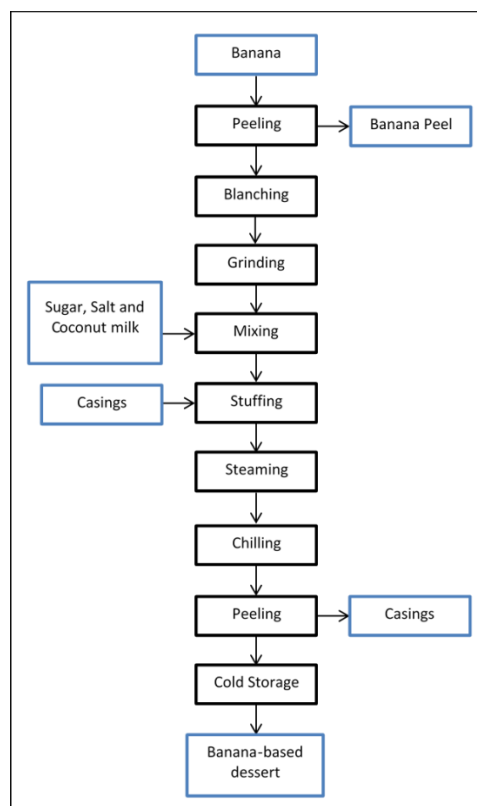 Banana
Peeling
Banana Peel
Blanching
Grinding
Sugar, Salt and
Coconut milk
Mixing
Casings
Stuffing
Steaming
Chilling
Peeling
Casings
Cold Storage
Banana-based
dessert